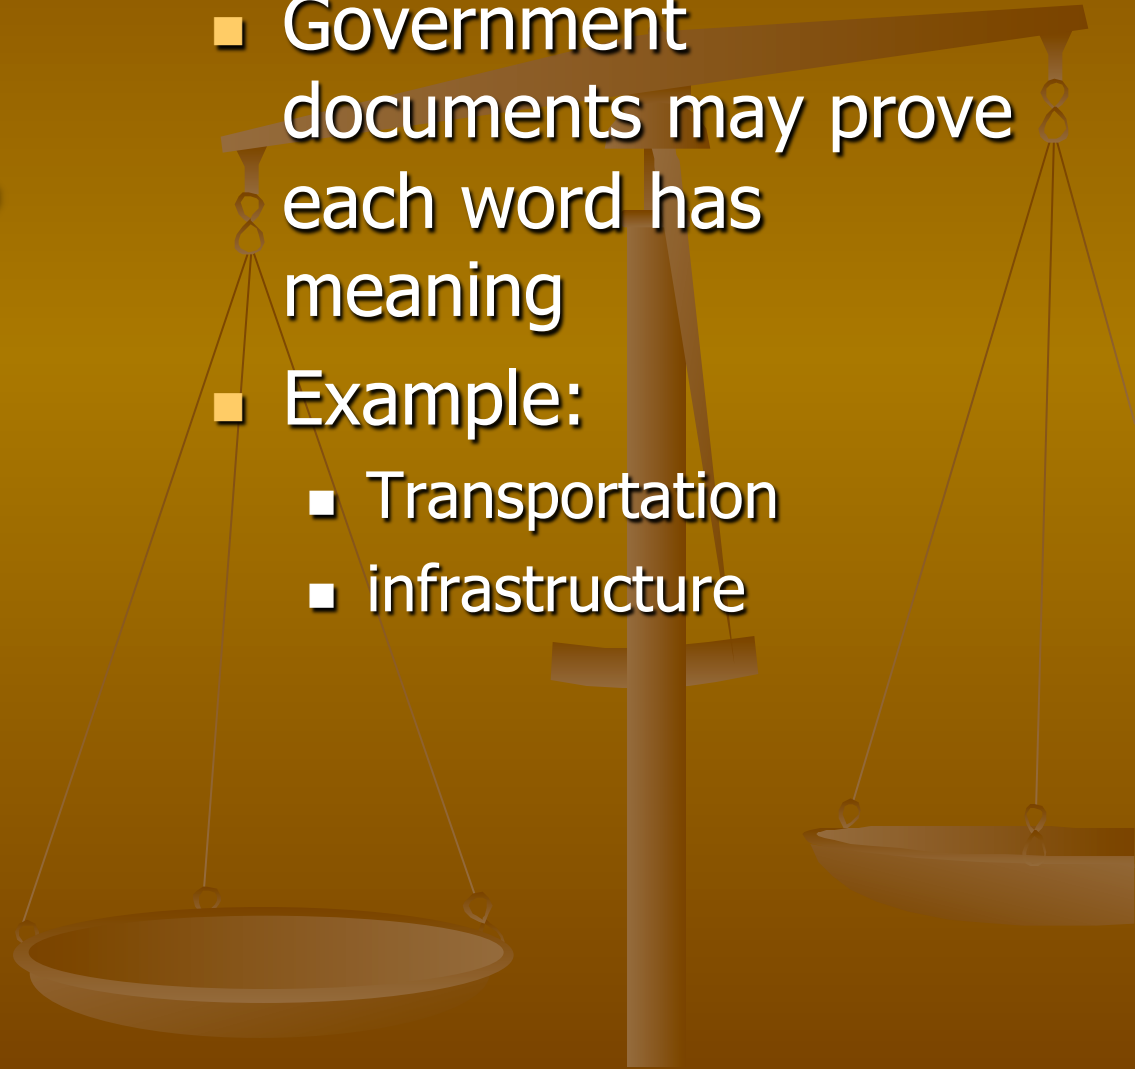 Government
documents may prove
each word has
meaning
Example:
Transportation
infrastructure